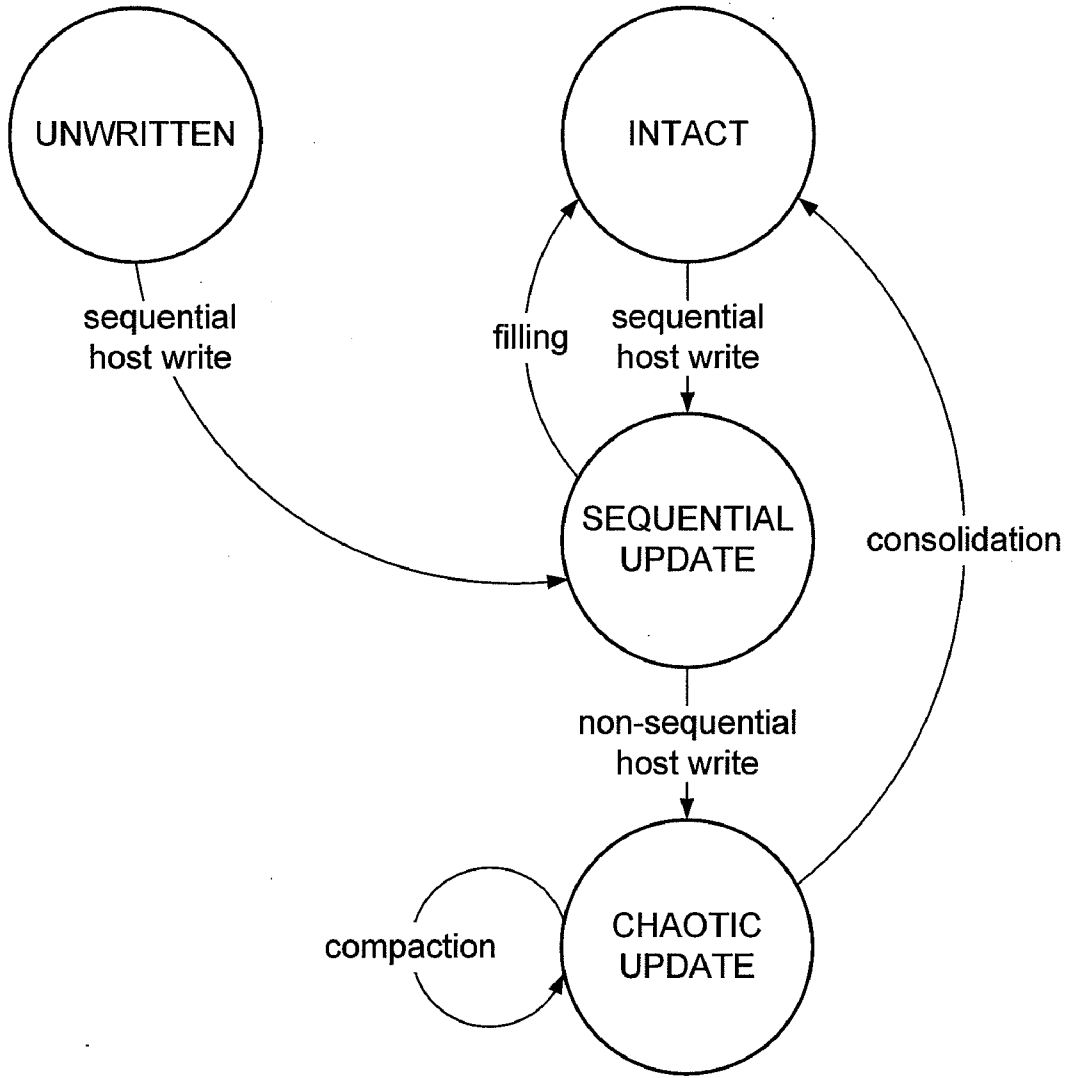 UNWRITTEN
INTACT
sequential
host write
filling
sequential
host write
SEQUENTIAL
UPDATE
consolidation
non-sequential
host write
compaction
CHAOTIC
UPDATE